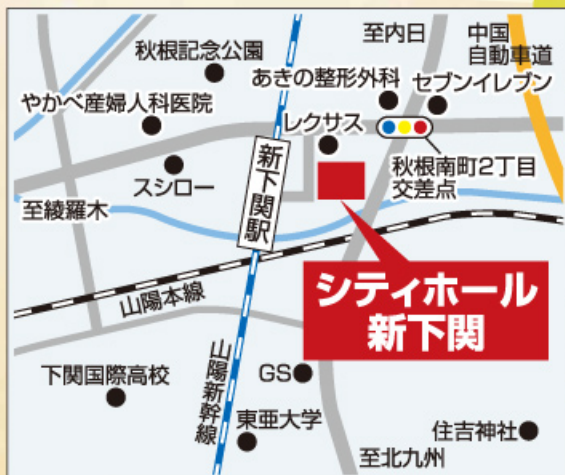 至内日
中国
自動車道
秋根記念公園
あきの整形外科
セブンイレブン
やかべ産婦人科医院
レクサス
新下関駅
スシロー
秋根南町2丁目
交差点
至綾羅木
シティホール
新下関
山陽本線
山陽新幹線
下関国際高校
GS
東亜大学
住吉神社
至北九州